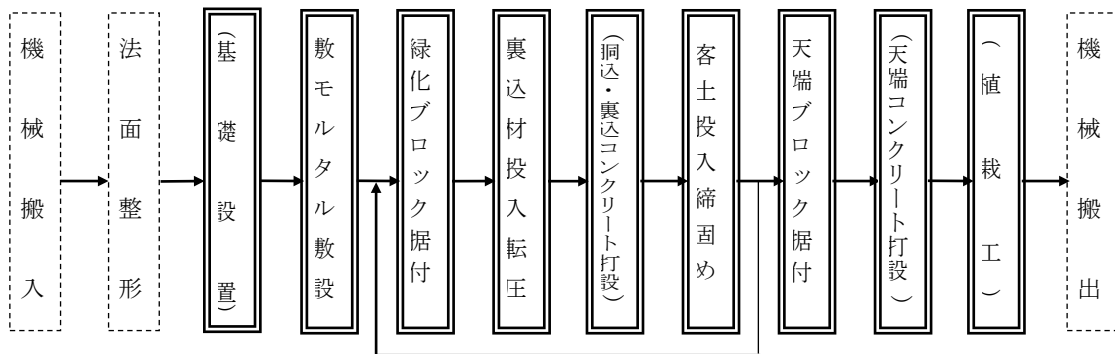 機械搬入
法面整形
(基礎設置)
敷モルタル敷設
緑化ブロック据付
裏込材投入転圧
(胴込・裏込コンクリート打設)
客土投入締固め
天端ブロック据付
(天端コンクリート打設)
(植栽工)
機械搬出